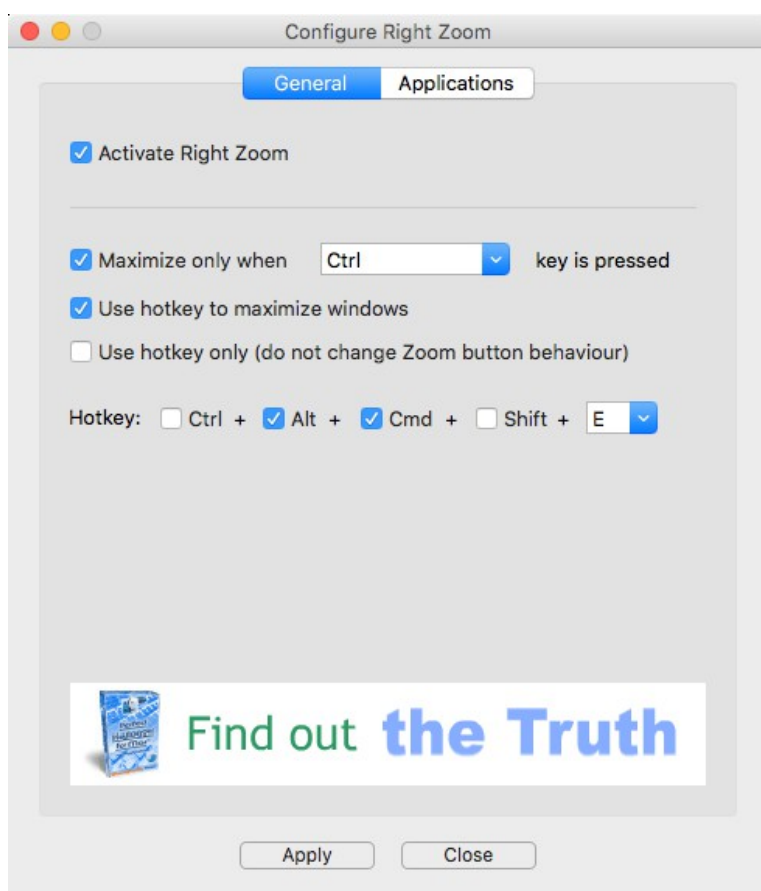 Configure Right Zoom
General Applications
Activate Right Zoom
Maximize only when Ctrl key is pressed
Use hotkey to maximize windows
Use hotkey only (do not change Zoom button behaviour)
Hotkey: Ctrl + Alt + Cmd + Shift + E
Find out the Truth
Apply Close